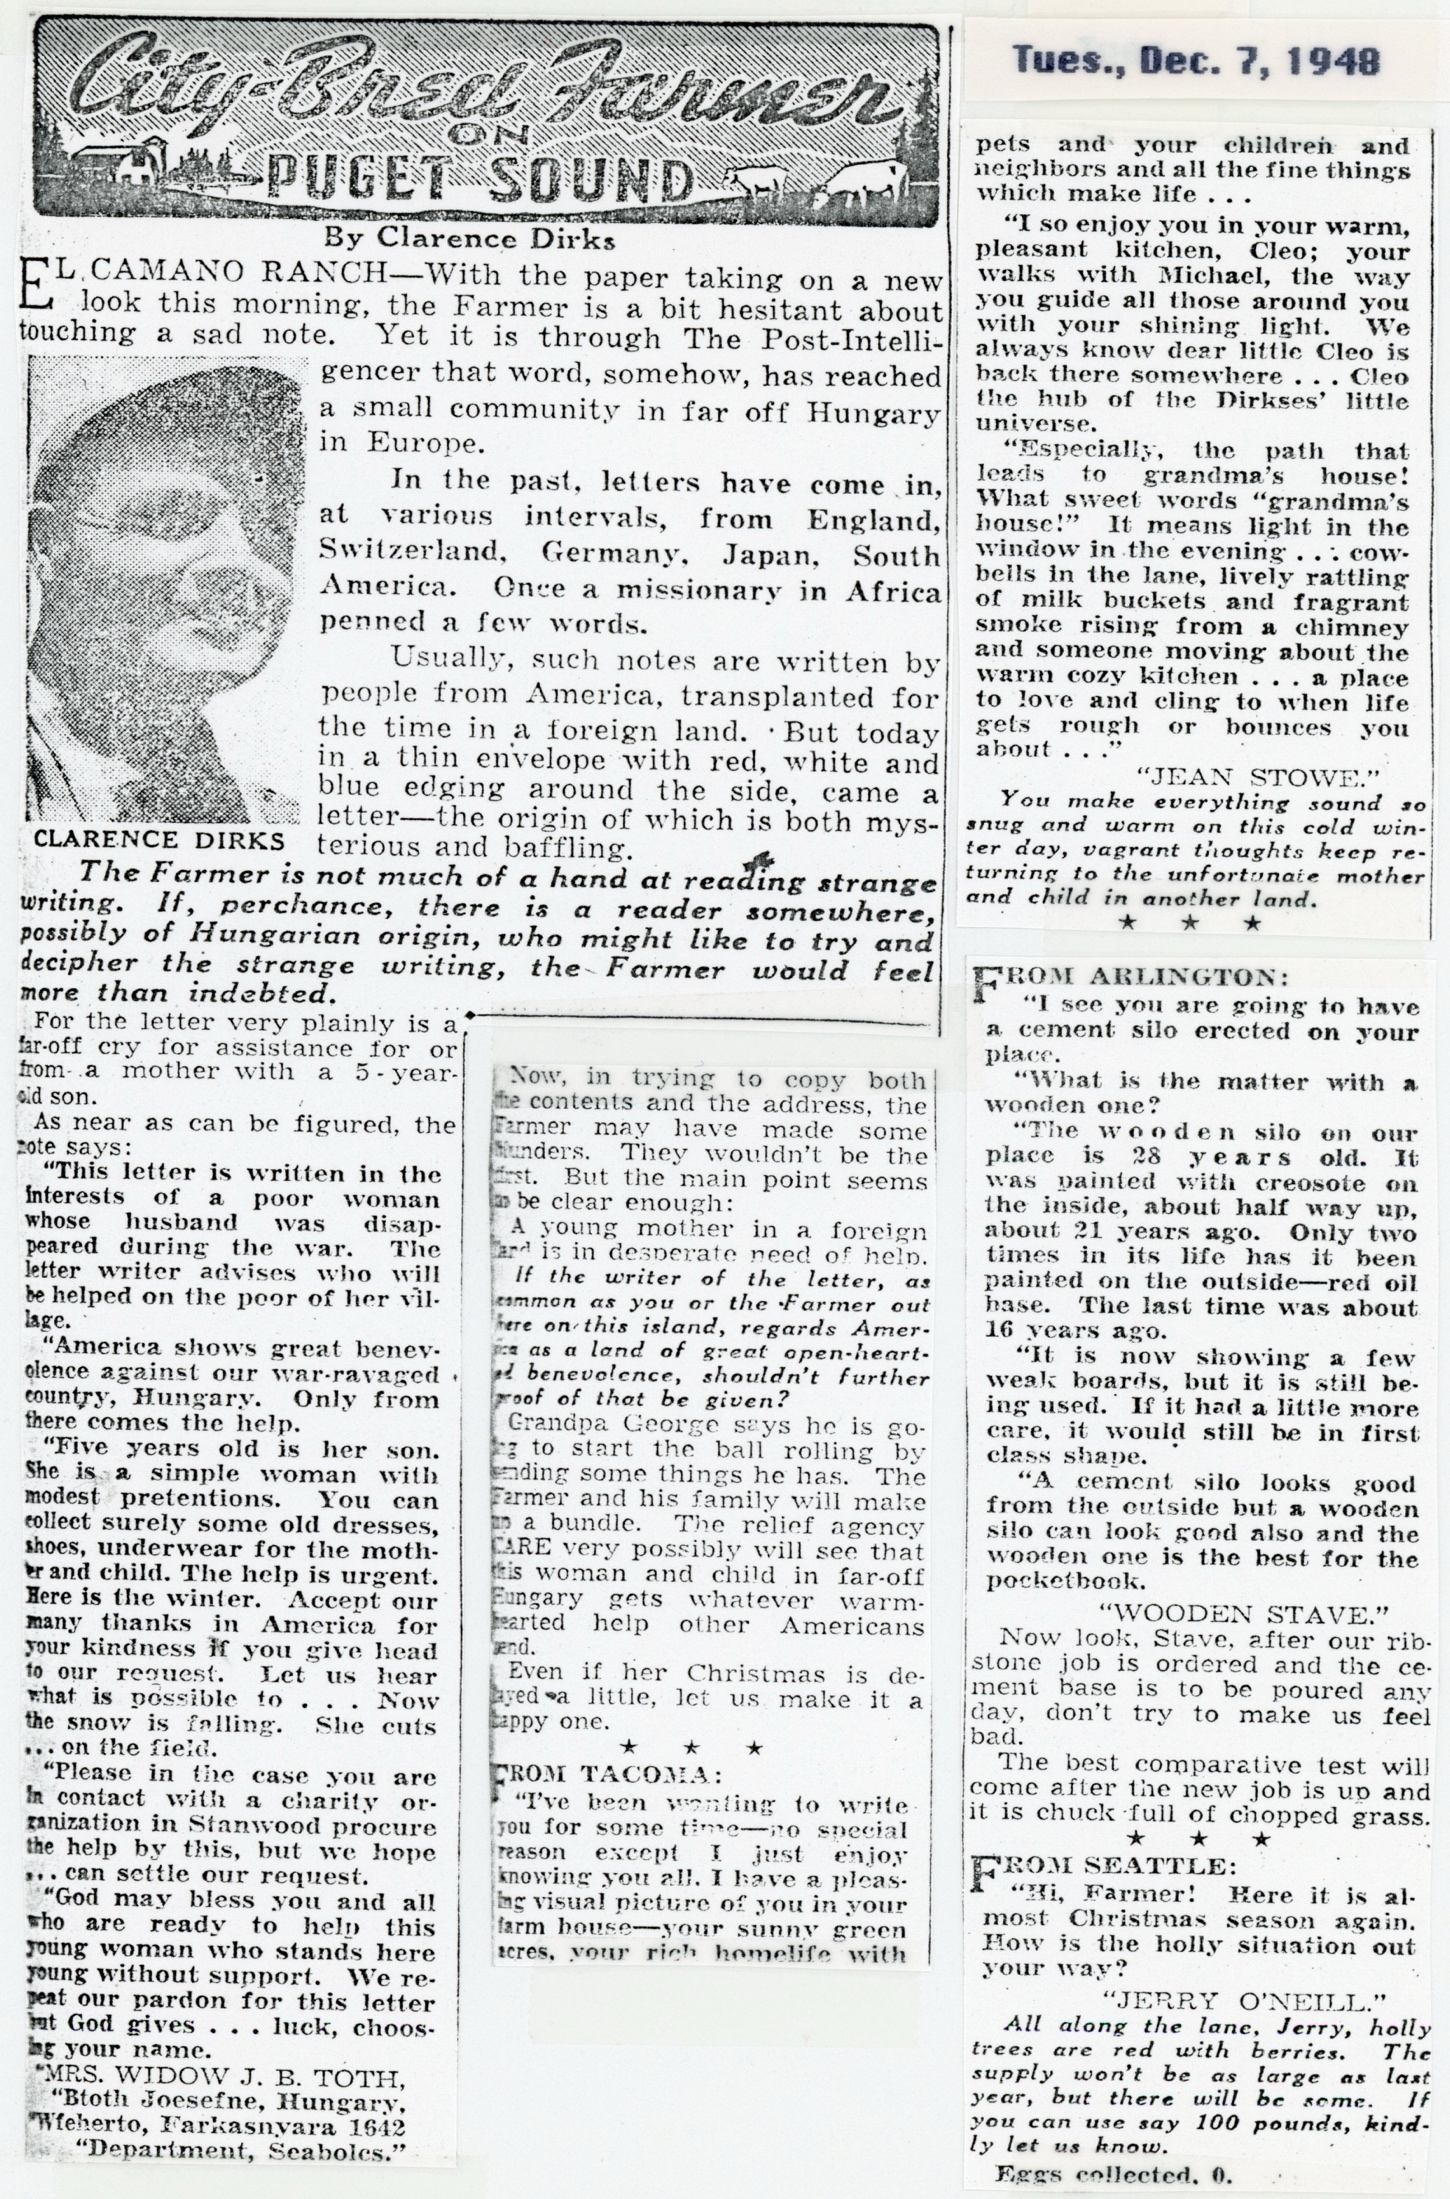 City-Bred Farmer
ON
PUGET SOUND
By Clarence Dirks
EL CAMANO RANCH—With the paper taking on a new
look this morning, the Farmer is a bit hesitant about
touching a sad note. Yet it is through The Post-Intelli-
gencer that word, somehow, has reached
a small community in far off Hungary
in Europe.
In the past, letters have come in,
at various intervals, from England,
Switzerland, Germany, Japan, South
America. Once a missionary in Africa
penned a few words.
Usually, such notes are written by
people from America, transplanted for
the time in a foreign land. But today
in a thin envelope with red, white and
blue edging around the side, came a
letter—the origin of which is both mys-
terious and baffling.
CLARENCE DIRKS
The Farmer is not much of a hand at reading strange
writing. If, perchance, there is a reader somewhere,
possibly of Hungarian origin, who might like to try and
decipher the strange writing, the Farmer would feel
more than indebted.
For the letter very plainly is a
far-off cry for assistance for or
from a mother with a 5-year-
old son.
As near as can be figured, the
note says:
"This letter is written in the
interests of a poor woman
whose husband was disap-
peared during the war. The
letter writer advises who will
be helped on the poor of her vil-
lage.
"America shows great benev-
olence against our war-ravaged
country, Hungary. Only from
there comes the help.
"Five years old is her son.
She is a simple woman with
modest pretentions. You can
collect surely some old dresses,
shoes, underwear for the moth-
er and child. The help is urgent.
Here is the winter. Accept our
many thanks in America for
your kindness if you give head
to our request. Let us hear
what is possible to . . . Now
the snow is falling. She cuts
. . . on the field.
"Please in the case you are
in contact with a charity or-
ganization in Stanwood procure
the help by this, but we hope
. . . can settle our request.
"God may bless you and all
who are ready to help this
young woman who stands here
young without support. We re-
peat our pardon for this letter
but God gives . . . luck, choos-
ing your name.
"MRS. WIDOW J. B. TOTH,
"Btoth Joesefne, Hungary,
"Wfeherto, Farkasnyara 1642
"Department, Seaboles."
Now, in trying to copy both
the contents and the address, the
Farmer may have made some
blunders. They wouldn't be the
first. But the main point seems
to be clear enough:
A young mother in a foreign
land is in desperate need of help.
If the writer of the letter, as
common as you or the Farmer out
here on this island, regards Amer-
ica as a land of great open-heart-
ed benevolence, shouldn't further
proof of that be given?
Grandpa George says he is go-
ing to start the ball rolling by
sending some things he has. The
Farmer and his family will make
up a bundle. The relief agency
CARE very possibly will see that
this woman and child in far-off
Hungary gets whatever warm-
hearted help other Americans
send.
Even if her Christmas is de-
layed a little, let us make it a
happy one.
★ ★ ★
FROM TACOMA:
"I've been wanting to write
you for some time—no special
reason except I just enjoy
knowing you all. I have a pleas-
ing visual picture of you in your
farm house—your sunny green
acres, your rich homelife with
Tues., Dec. 7, 1948
pets and your children and
neighbors and all the fine things
which make life . . .
"I so enjoy you in your warm,
pleasant kitchen, Cleo; your
walks with Michael, the way
you guide all those around you
with your shining light. We
always know dear little Cleo is
back there somewhere . . . Cleo
the hub of the Dirkses' little
universe.
"Especially, the path that
leads to grandma's house!
What sweet words "grandma's
house!" It means light in the
window in the evening . . . cow-
bells in the lane, lively rattling
of milk buckets and fragrant
smoke rising from a chimney
and someone moving about the
warm cozy kitchen . . . a place
to love and cling to when life
gets rough or bounces you
about . . ."
"JEAN STOWE."
You make everything sound so
snug and warm on this cold win-
ter day, vagrant thoughts keep re-
turning to the unfortunate mother
and child in another land.
★ ★ ★
FROM ARLINGTON:
"I see you are going to have
a cement silo erected on your
place.
"What is the matter with a
wooden one?
"The wooden silo on our
place is 28 years old. It
was painted with creosote on
the inside, about half way up,
about 21 years ago. Only two
times in its life has it been
painted on the outside—red oil
base. The last time was about
16 years ago.
"It is now showing a few
weak boards, but it is still be-
ing used. If it had a little more
care, it would still be in first
class shape.
"A cement silo looks good
from the outside but a wooden
silo can look good also and the
wooden one is the best for the
pocketbook.
"WOODEN STAVE."
Now look, Stave, after our rib-
stone job is ordered and the ce-
ment base is to be poured any
day, don't try to make us feel
bad.
The best comparative test will
come after the new job is up and
it is chuck full of chopped grass.
★ ★ ★
FROM SEATTLE:
"Hi, Farmer! Here it is al-
most Christmas season again.
How is the holly situation out
your way?
"JERRY O'NEILL."
All along the lane, Jerry, holly
trees are red with berries. The
supply won't be as large as last
year, but there will be some. If
you can use say 100 pounds, kind-
ly let us know.
Eggs collected, 0.